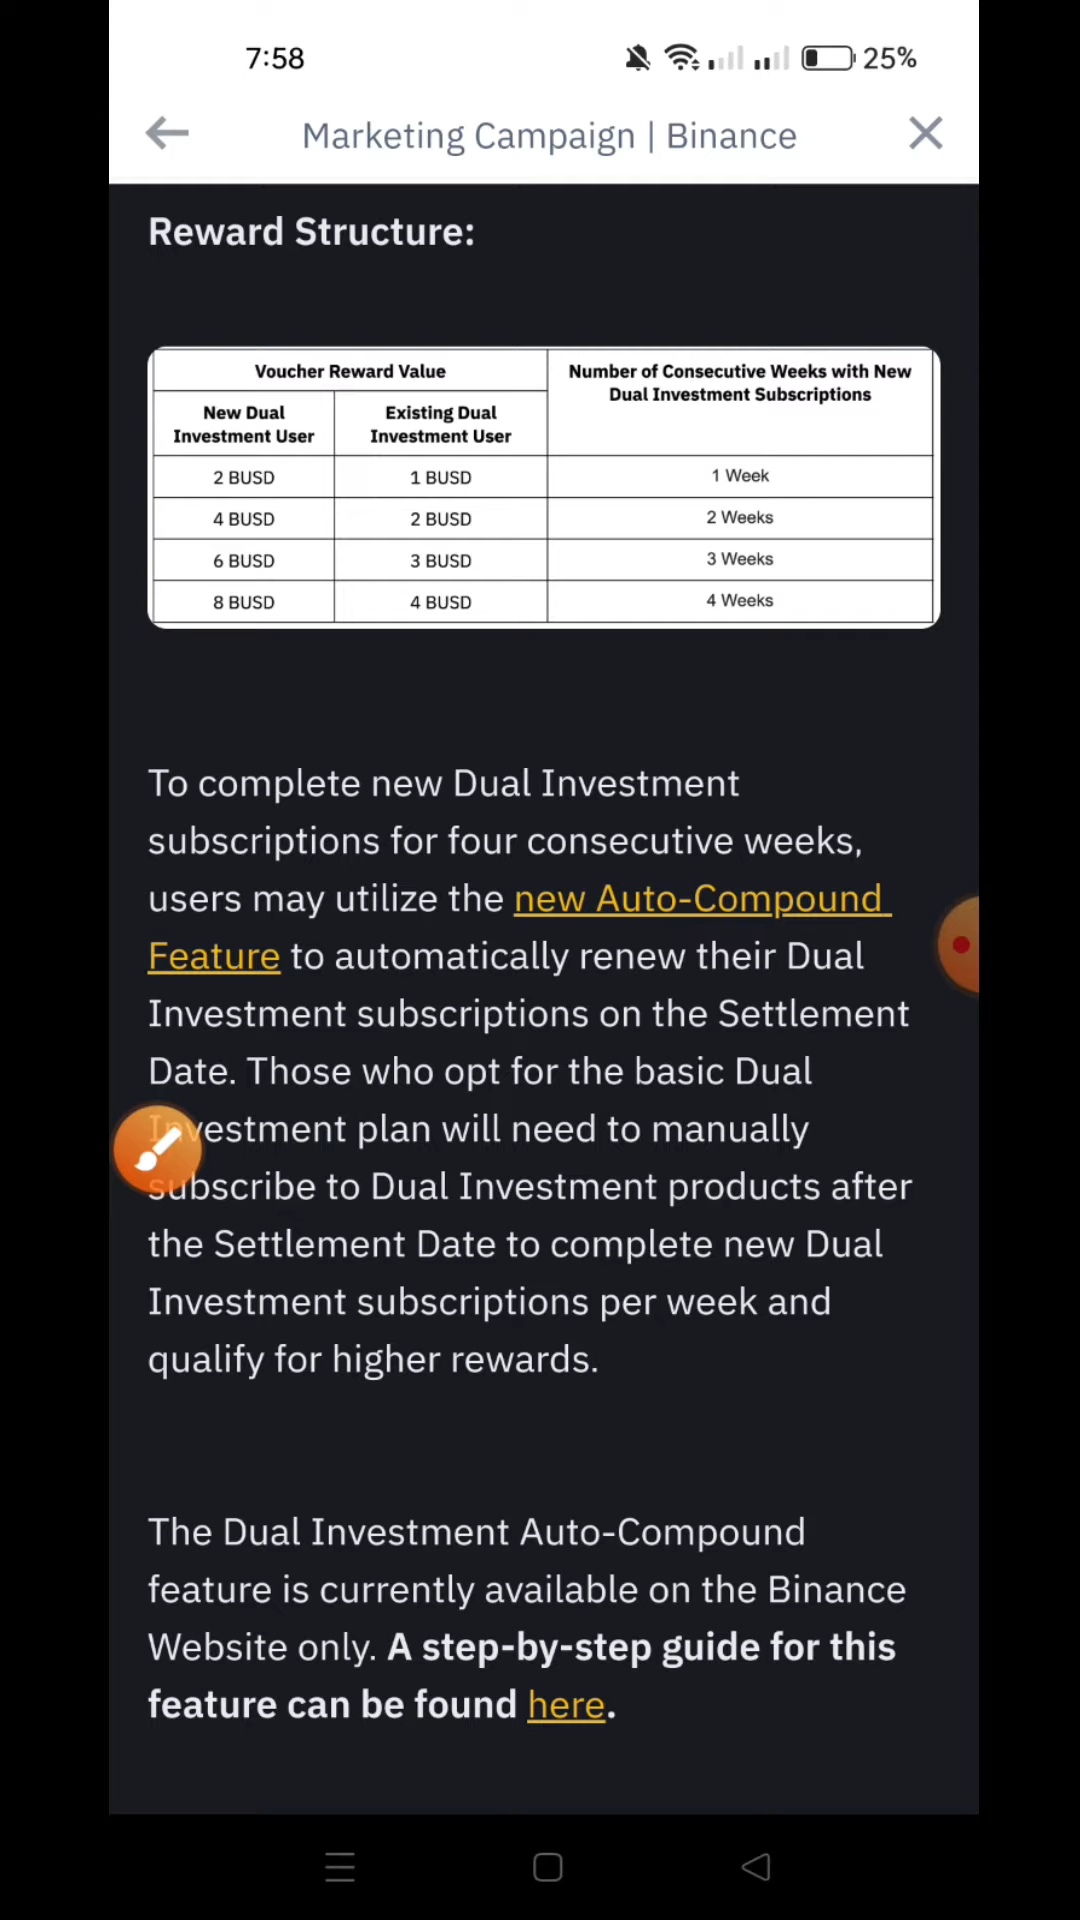 7:58
25%
Marketing Campaign | Binance
Reward Structure:
Voucher Reward Value
Number of Consecutive Weeks with New
Dual Investment Subscriptions
New Dual
Investment User
Existing Dual
Investment User
2 BUSD 1 BUSD 1 Week
4 BUSD 2 BUSD 2 Weeks
6 BUSD 3 BUSD 3 Weeks
8 BUSD 4 BUSD 4 Weeks
To complete new Dual Investment
subscriptions for four consecutive weeks,
users may utilize the new Auto-Compound
Feature to automatically renew their Dual
Investment subscriptions on the Settlement
Date. Those who opt for the basic Dual
Investment plan will need to manually
subscribe to Dual Investment products after
the Settlement Date to complete new Dual
Investment subscriptions per week and
qualify for higher rewards.
The Dual Investment Auto-Compound
feature is currently available on the Binance
Website only. A step-by-step guide for this
feature can be found here.